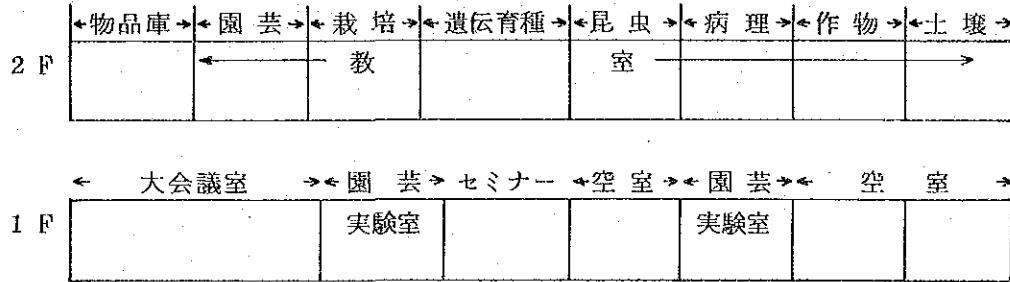 物品庫 園芸 栽培 遺伝育種 昆虫 病理 作物 土壌
2F 教室
大会議室 園芸 セミナー 空室 園芸 空室
1F 実験室 実験室